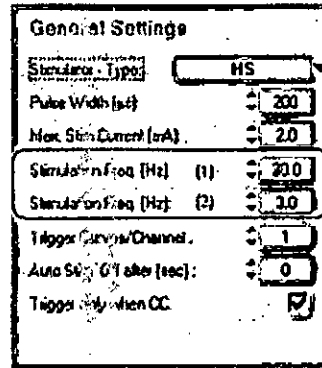 General Settings
Stimulator - Type: HS
Pulse Width [µs] 200
Max. Stim Current [mA] 2.0
Stimulation Freq. [Hz] (1) 30.0
Stimulation Freq. [Hz]: (2) 3.0
Trigger Curves/Channel: 1
Auto Stim Off after [sec]: 0
Trigger only when CC.